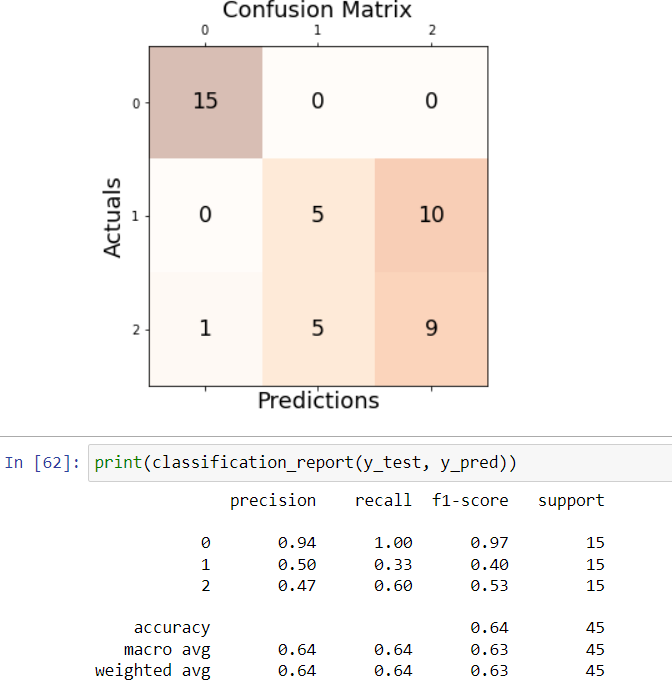 Confusion Matrix
0 1 2
0 15 0 0
Actuals
1 0 5 10
2 1 5 9
Predictions
In [62]: print(classification_report(y_test, y_pred))
precision recall f1-score support
0 0.94 1.00 0.97 15
1 0.50 0.33 0.40 15
2 0.47 0.60 0.53 15
accuracy 0.64 45
macro avg 0.64 0.64 0.63 45
weighted avg 0.64 0.64 0.63 45